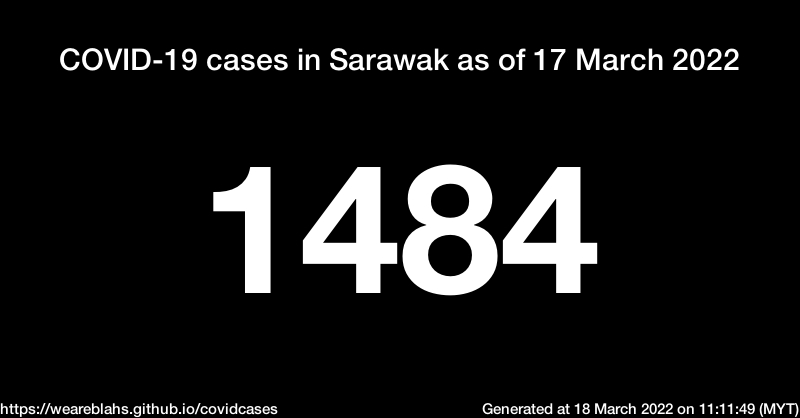 COVID-19 cases in Sarawak as of 17 March 2022
1484
https://weareblahs.github.io/covidcases
Generated at 18 March 2022 on 11:11:49 (MYT)